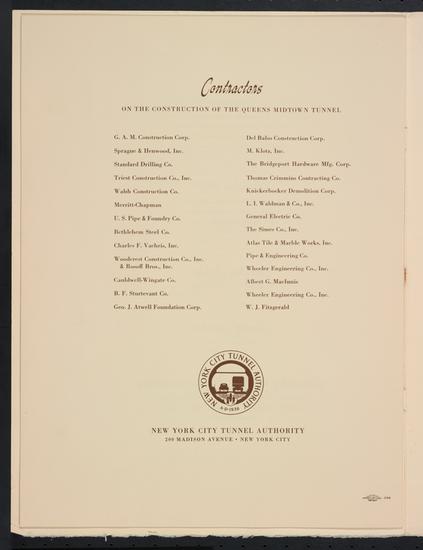 Contractors
ON THE CONSTRUCTION OF THE QUEENS MIDTOWN TUNNEL
G. A. M. Construction Corp.
Sprague & Henwood, Inc.
Standard Drilling Co.
Triest Construction Co., Inc.
Walsh Construction Co.
Merritt-Chapman
U. S. Pipe & Foundry Co.
Bethlehem Steel Co.
Charles F. Vachris, Inc.
Woodcrest Construction Co., Inc.
& Rusoff Bros., Inc.
Cauldwell-Wingate Co.
B. F. Sturtevant Co.
Geo. J. Atwell Foundation Corp.
Del Balso Construction Corp.
M. Klotz, Inc.
The Bridgeport Hardware Mfg. Corp.
Thomas Crimmins Contracting Co.
Knickerbocker Demolition Corp.
L. I. Waldman & Co., Inc.
General Electric Co.
The Simec Co., Inc.
Atlas Tile & Marble Works, Inc.
Pipe & Engineering Co.
Wheeler Engineering Co., Inc.
Albert G. MacInnis
Wheeler Engineering Co., Inc.
W. J. Fitzgerald
NEW YORK CITY TUNNEL AUTHORITY
A·D·1936
NEW YORK CITY TUNNEL AUTHORITY
200 MADISON AVENUE • NEW YORK CITY